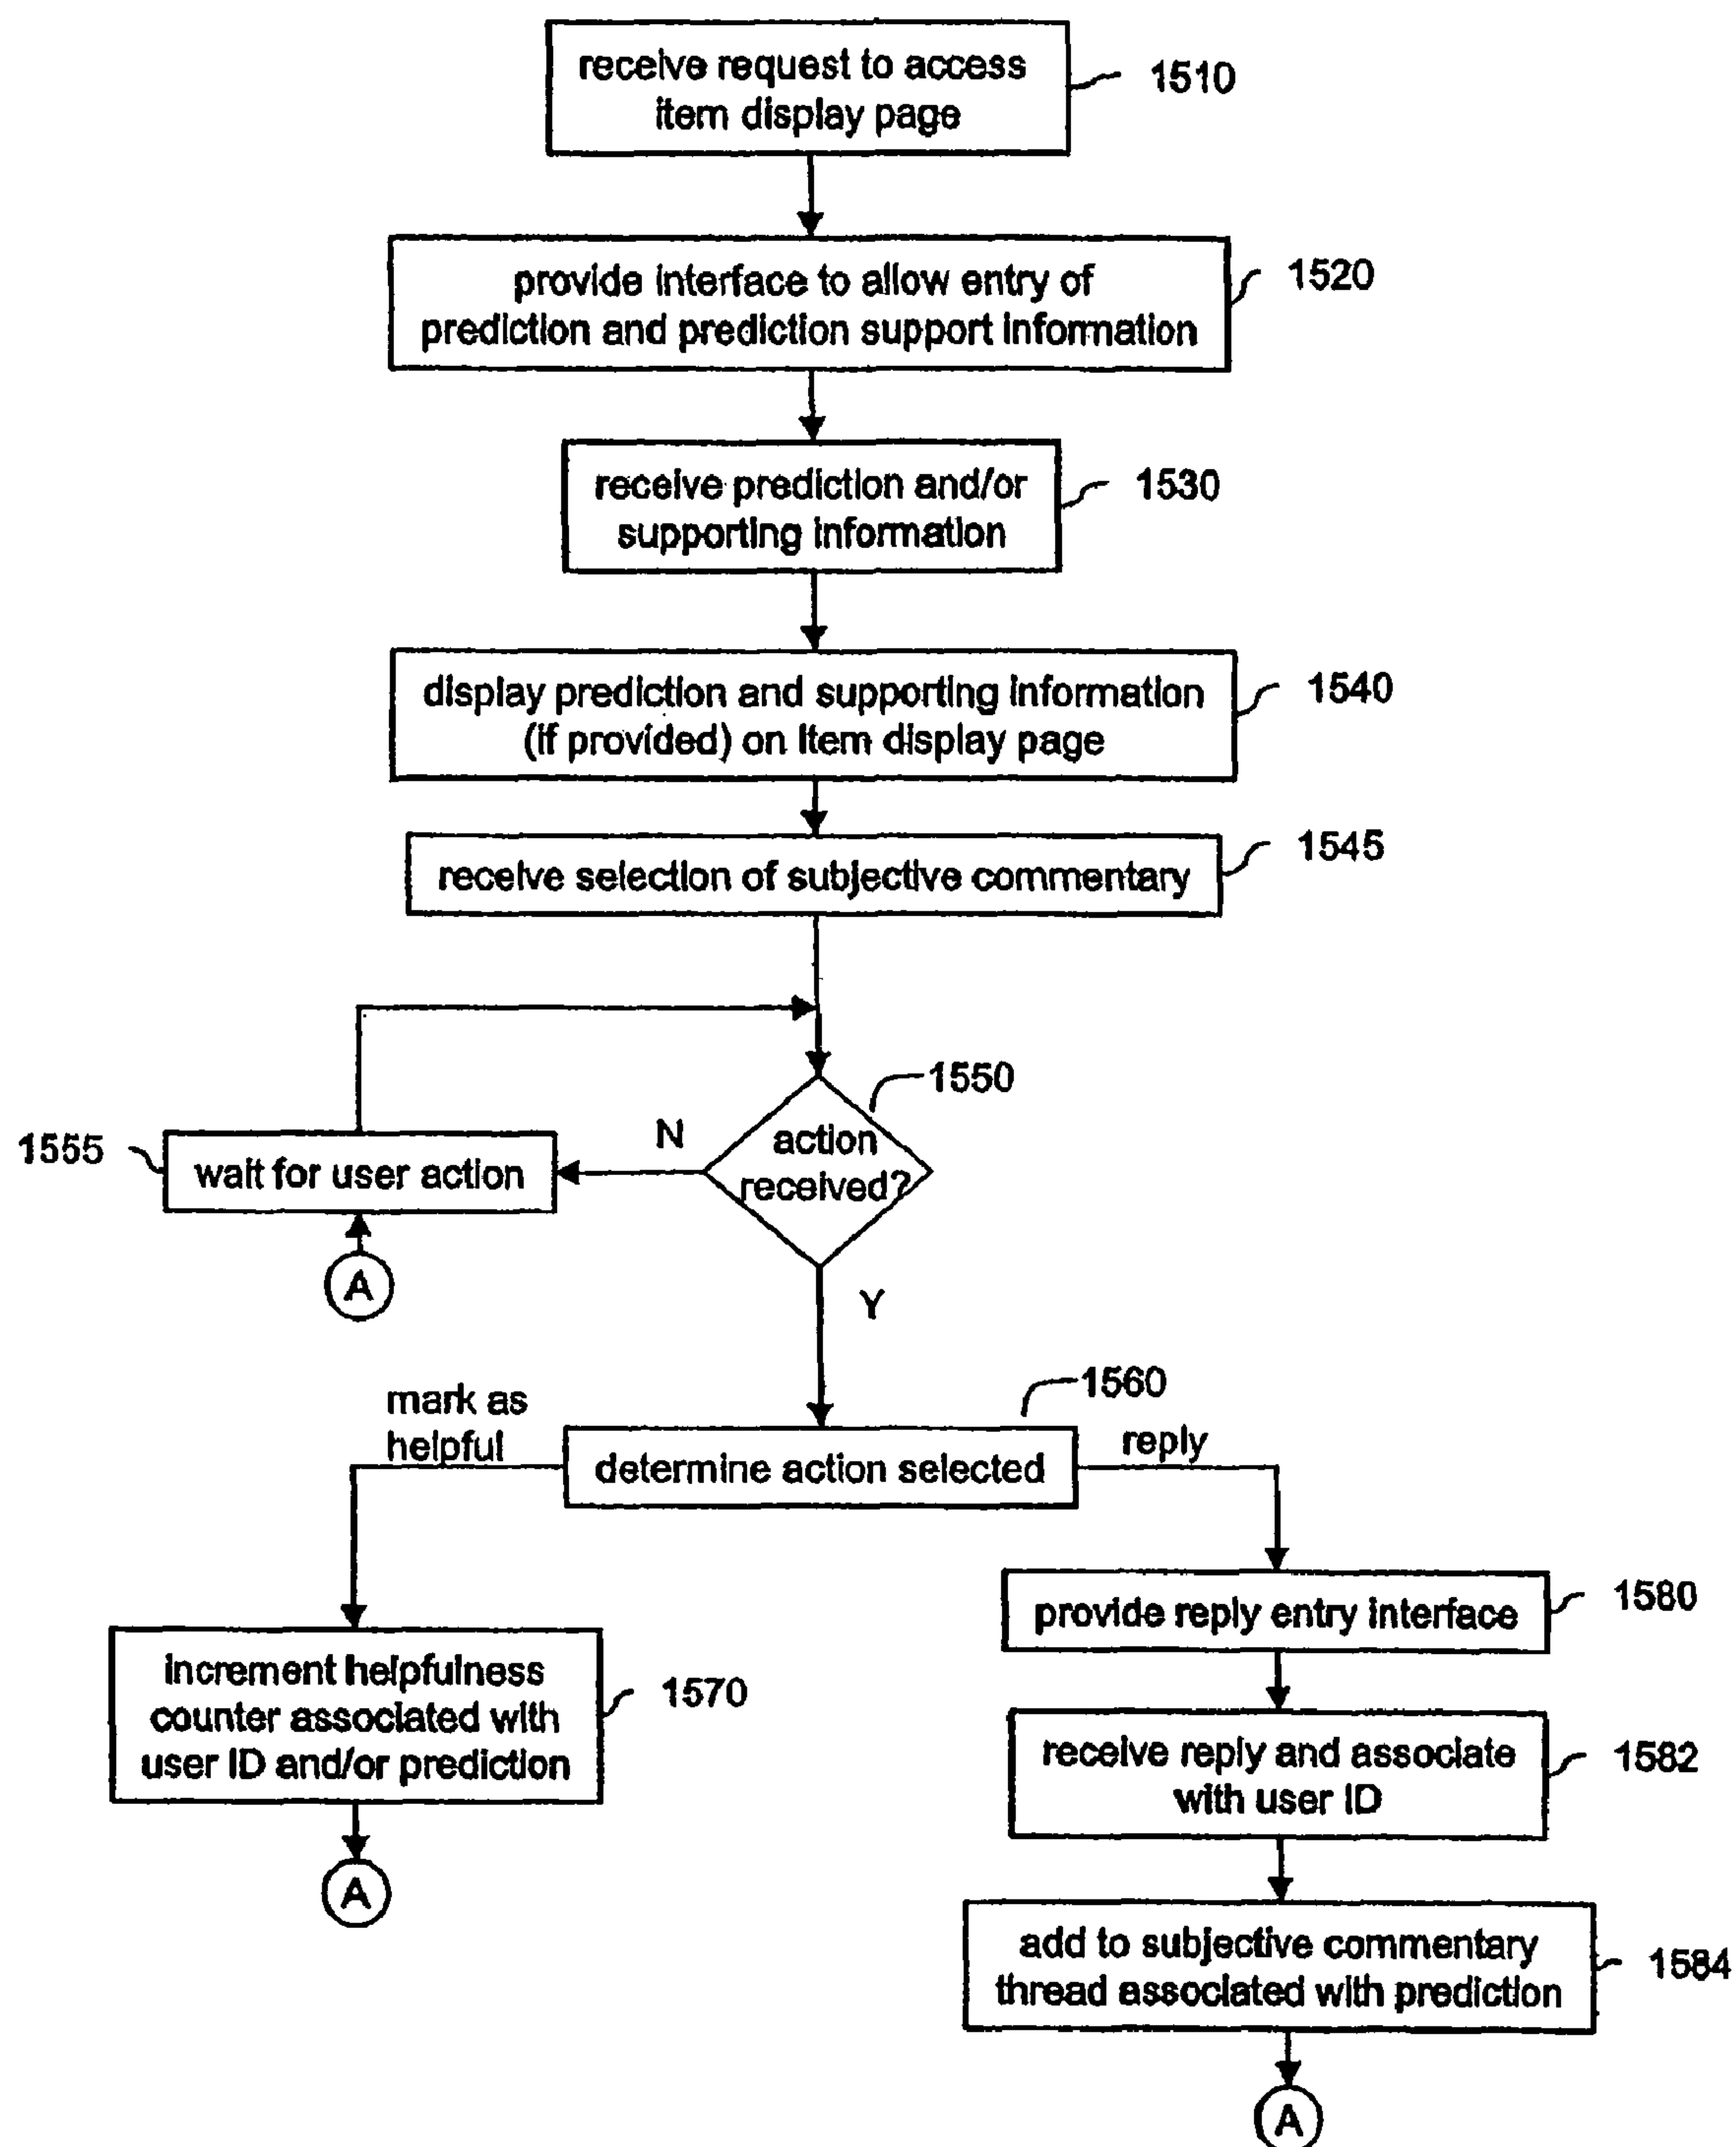 receive request to access
item display page
1510
provide interface to allow entry of
prediction and prediction support information
1520
receive prediction and/or
supporting information
1530
display prediction and supporting information
(if provided) on item display page
1540
receive selection of subjective commentary
1545
1550
action
received?
N
1555
wait for user action
A
Y
1560
mark as
helpful
determine action selected
reply
provide reply entry interface
1580
increment helpfulness
counter associated with
user ID and/or prediction
1570
receive reply and associate
with user ID
1582
A
add to subjective commentary
thread associated with prediction
1584
A